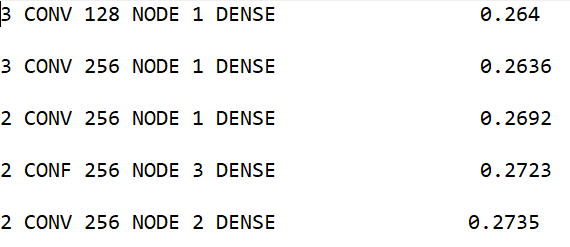 3 CONV 128 NODE 1 DENSE 0.264
3 CONV 256 NODE 1 DENSE 0.2636
2 CONV 256 NODE 1 DENSE 0.2692
2 CONF 256 NODE 3 DENSE 0.2723
2 CONV 256 NODE 2 DENSE 0.2735